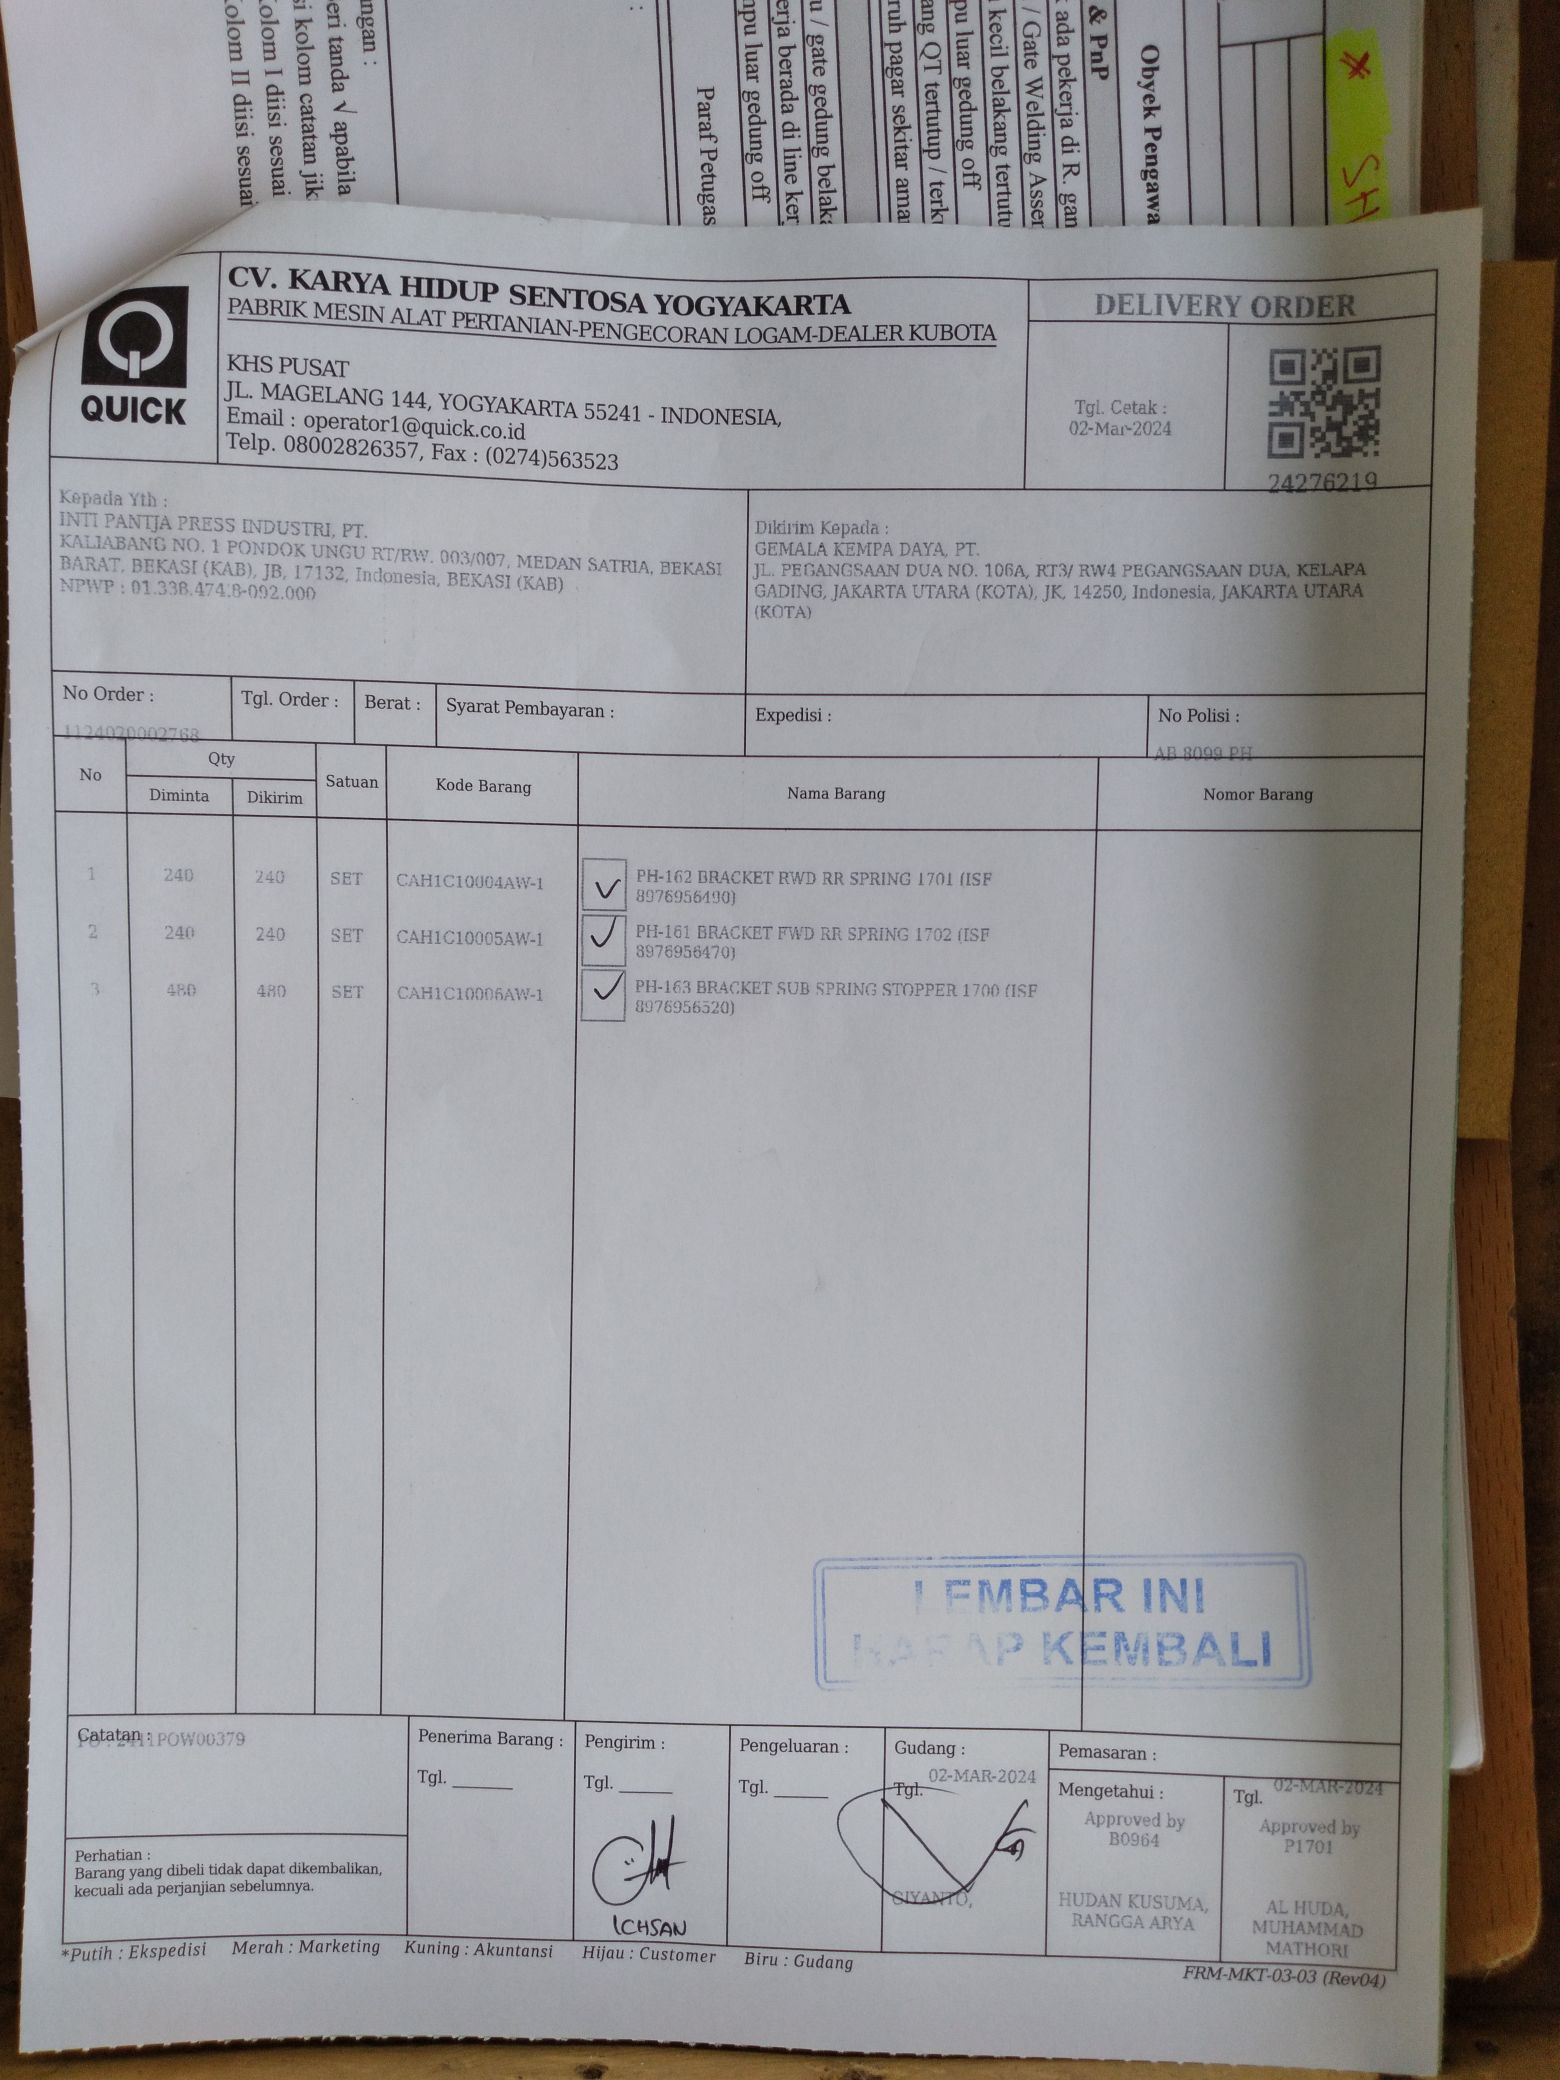 ngan :
eri tanda √ apabila
si kolom catatan jik
Kolom I diisi sesuai
Kolom II diisi sesuai
Paraf Petugas
u / gate gedung belaka
erja berada di line ker
mpu luar gedung off
& PnP
k ada pekerja di R. gan
/ Gate Welding Asser
kecil belakang tertutu
pu luar gedung off
ang QT tertutup / terku
ruh pagar sekitar ama
Obyek Pengawa
* SH
QUICK
CV. KARYA HIDUP SENTOSA YOGYAKARTA
PABRIK MESIN ALAT PERTANIAN-PENGECORAN LOGAM-DEALER KUBOTA
KHS PUSAT
JL. MAGELANG 144, YOGYAKARTA 55241 - INDONESIA,
Email : operator1@quick.co.id
Telp. 08002826357, Fax : (0274)563523
DELIVERY ORDER
Tgl. Cetak :
02-Mar-2024
24276219
Kepada Yth :
INTI PANTJA PRESS INDUSTRI, PT.
KALIABANG NO. 1 PONDOK UNGU RT/RW. 003/007, MEDAN SATRIA, BEKASI
BARAT, BEKASI (KAB), JB, 17132, Indonesia, BEKASI (KAB)
NPWP : 01.338.474.8-092.000
Dikirim Kepada :
GEMALA KEMPA DAYA, PT.
JL. PEGANGSAAN DUA NO. 106A, RT3/ RW4 PEGANGSAAN DUA, KELAPA
GADING, JAKARTA UTARA (KOTA), JK, 14250, Indonesia, JAKARTA UTARA
(KOTA)
No Order : Tgl. Order : Berat : Syarat Pembayaran : Expedisi : No Polisi :
1124020002768 AB 8099 PH
No Qty Satuan Kode Barang Nama Barang Nomor Barang
Diminta Dikirim
1 240 240 SET CAH1C10004AW-1 PH-162 BRACKET RWD RR SPRING 1701 (ISF
8976956490)
2 240 240 SET CAH1C10005AW-1 PH-161 BRACKET FWD RR SPRING 1702 (ISF
8976956470)
3 480 480 SET CAH1C10006AW-1 PH-163 BRACKET SUB SPRING STOPPER 1700 (ISF
8976956520)
LEMBAR INI
HARAP KEMBALI
Catatan :
PO : 2411POW00379
Perhatian :
Barang yang dibeli tidak dapat dikembalikan,
kecuali ada perjanjian sebelumnya.
Penerima Barang :
Tgl. ______
Pengirim :
Tgl. ______
ICHSAN
Pengeluaran :
Tgl. ______
Gudang :
Tgl. 02-MAR-2024
GIYANTO,
Pemasaran :
Mengetahui :
Approved by
B0964
HUDAN KUSUMA,
RANGGA ARYA
Tgl. 02-MAR-2024
Approved by
P1701
AL HUDA,
MUHAMMAD
MATHORI
*Putih : Ekspedisi Merah : Marketing Kuning : Akuntansi Hijau : Customer Biru : Gudang
FRM-MKT-03-03 (Rev04)